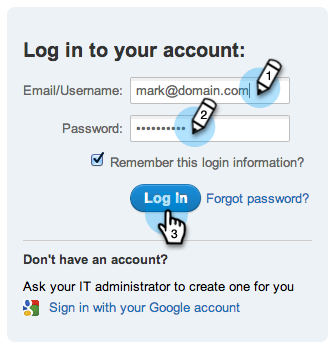 Log in to your account:
Email/Username: mark@domain.com 1
Password: •••••••••• 2
Remember this login information?
Log In Forgot password?
3
Don't have an account?
Ask your IT administrator to create one for you
Sign in with your Google account